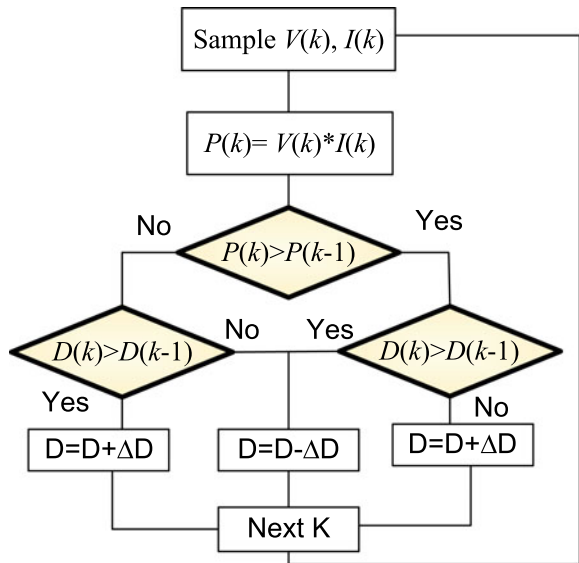 Sample V(k), I(k)
P(k)= V(k)*I(k)
No
Yes
P(k)>P(k-1)
D(k)>D(k-1)
No
Yes
D(k)>D(k-1)
Yes
No
D=D+ΔD
D=D-ΔD
D=D+ΔD
Next K